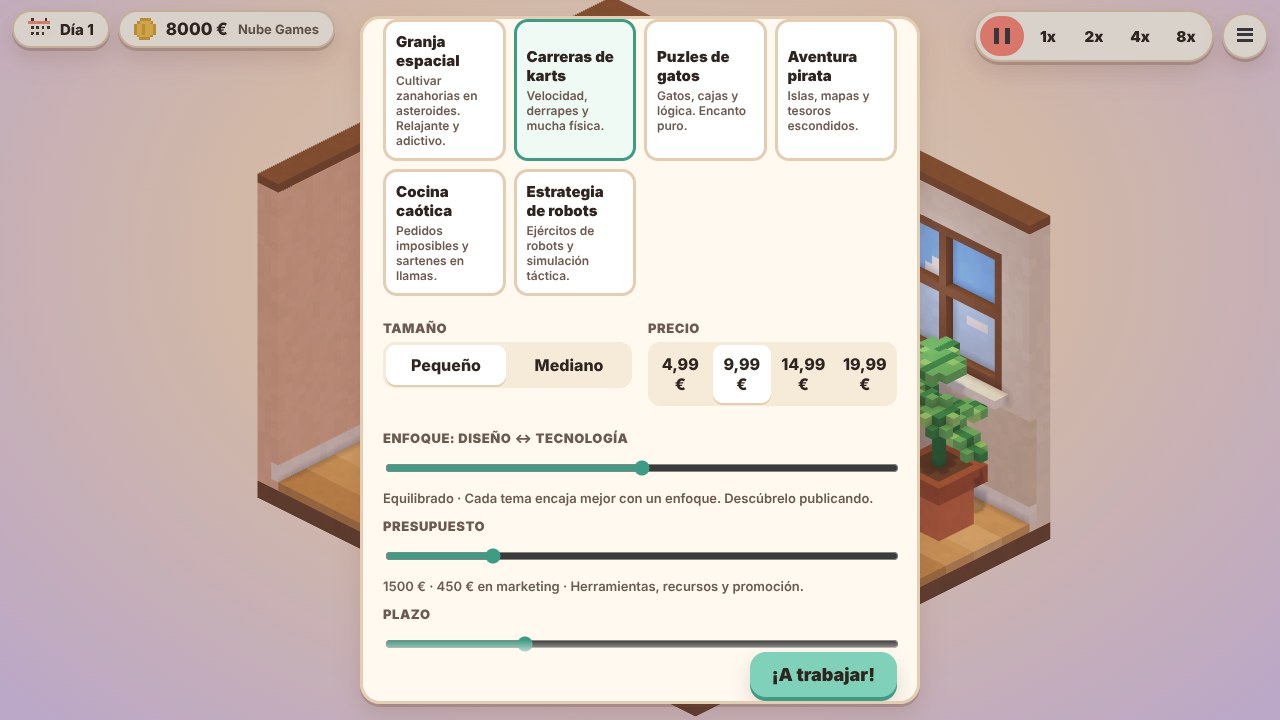 Día 1
8000 € Nube Games
1x 2x 4x 8x
Granja
espacial
Cultivar
zanahorias en
asteroides.
Relajante y
adictivo.
Carreras de
karts
Velocidad,
derrapes y
mucha física.
Puzles de
gatos
Gatos, cajas y
lógica. Encanto
puro.
Aventura
pirata
Islas, mapas y
tesoros
escondidos.
Cocina
caótica
Pedidos
imposibles y
sartenes en
llamas.
Estrategia
de robots
Ejércitos de
robots y
simulación
táctica.
TAMAÑO
Pequeño Mediano
PRECIO
4,99
€
9,99
€
14,99
€
19,99
€
ENFOQUE: DISEÑO ↔ TECNOLOGÍA
Equilibrado · Cada tema encaja mejor con un enfoque. Descúbrelo publicando.
PRESUPUESTO
1500 € · 450 € en marketing · Herramientas, recursos y promoción.
PLAZO
¡A trabajar!